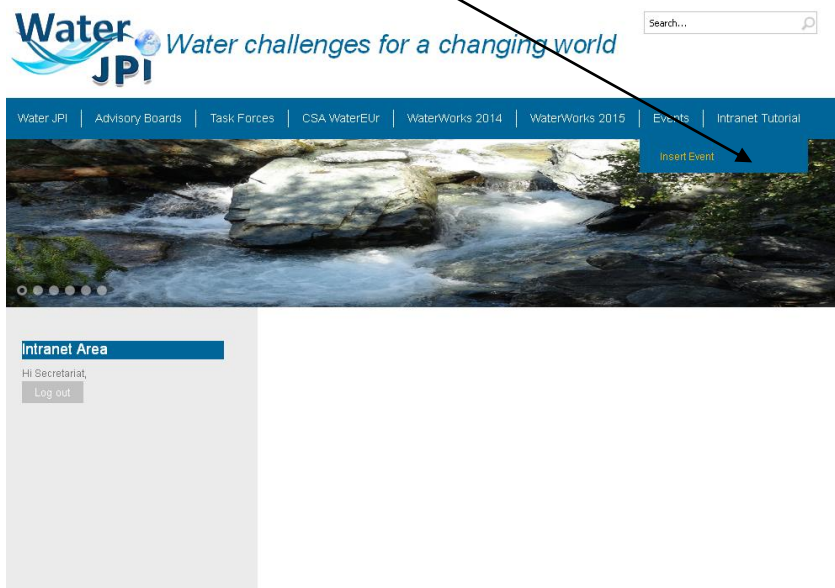 Water
JPI
Water challenges for a changing world
Search...
Water JPI
Advisory Boards
Task Forces
CSA WaterEUr
WaterWorks 2014
WaterWorks 2015
Events
Intranet Tutorial
Insert Event
Intranet Area
Hi Secretariat,
Log out